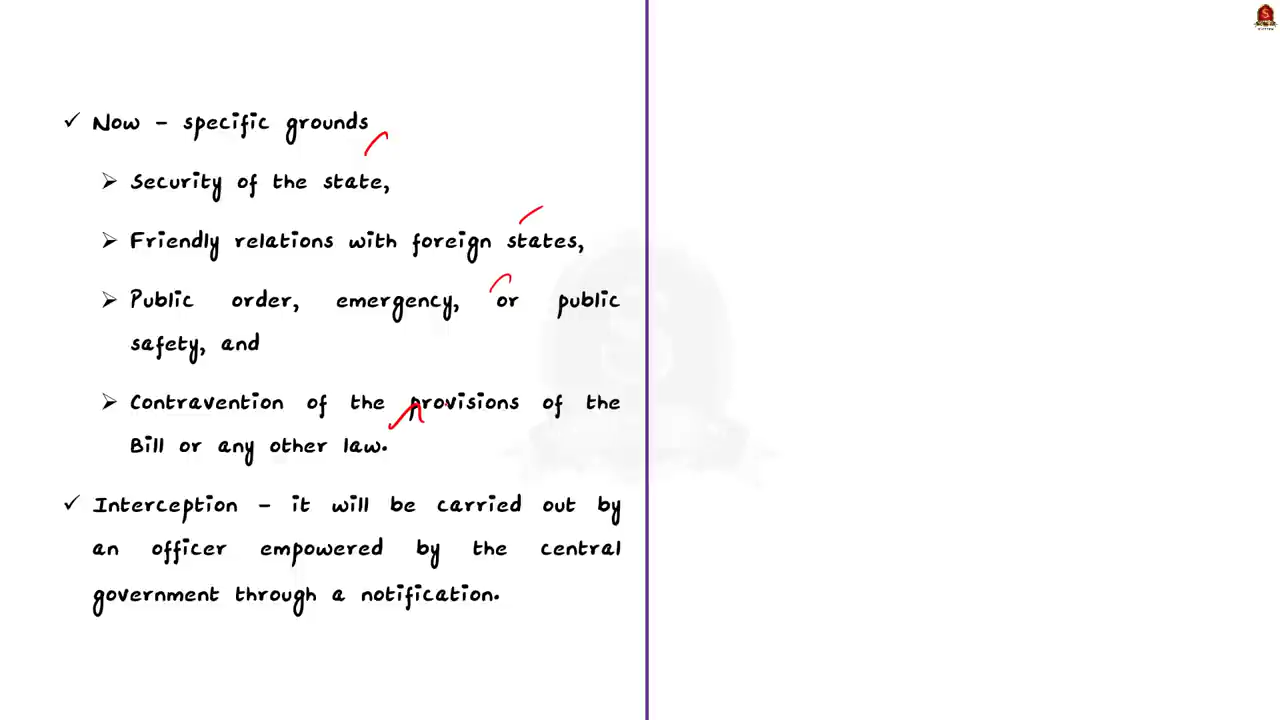 ✓ Now - specific grounds
➢ Security of the state,
➢ Friendly relations with foreign states,
➢ Public order, emergency, or public
safety, and
➢ Contravention of the provisions of the
Bill or any other law.
✓ Interception - it will be carried out by
an officer empowered by the central
government through a notification.